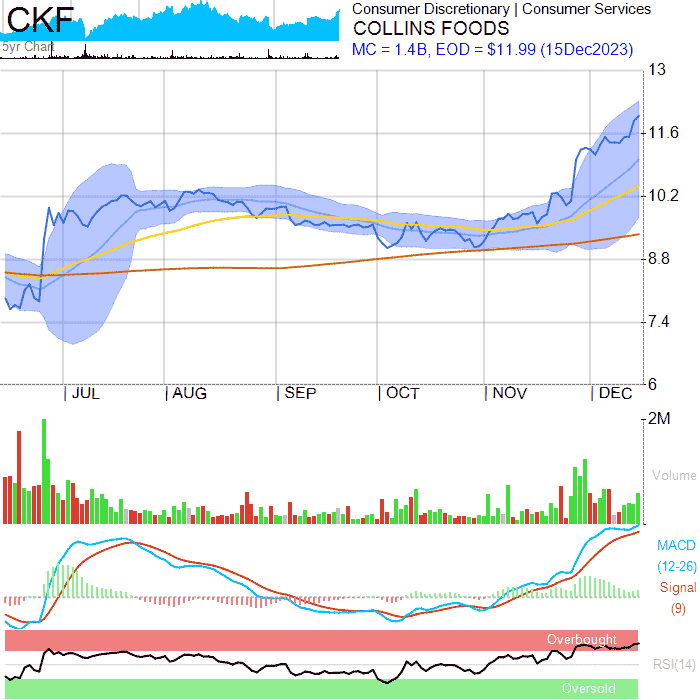 CKF
5yr Chart
Consumer Discretionary | Consumer Services
COLLINS FOODS
MC = 1.4B, EOD = $11.99 (15Dec2023)
13
11.6
10.2
8.8
7.4
6
JUL AUG SEP OCT NOV DEC
2M
Volume
MACD
(12-26)
Signal
(9)
Overbought
RSI(14)
Oversold